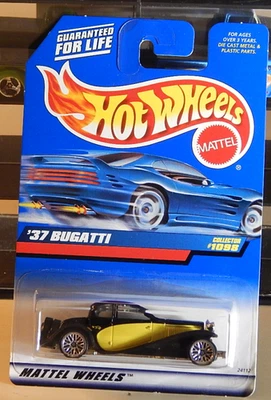 GUARANTEED
FOR LIFE
FOR AGES
OVER 3 YEARS.
DIE CAST METAL &
PLASTIC PARTS.
HOT WHEELS
MATTEL
®
'37 BUGATTI
COLLECTOR
#1098
MATTEL WHEELS™